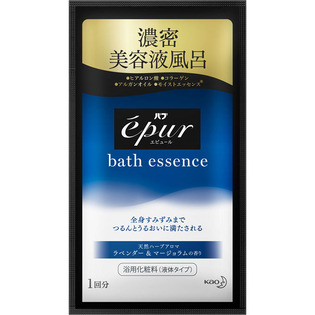 濃密
美容液風呂
●ヒアルロン酸 ●コラーゲン
●アルガンオイル ●モイストエッセンス※
バブ
épur
エピュール
bath essence
全身すみずみまで
つるんとうるおいに満たされる
天然ハーブアロマ
ラベンダー & マージョラムの香り
浴用化粧料（液体タイプ）
1回分
Kao